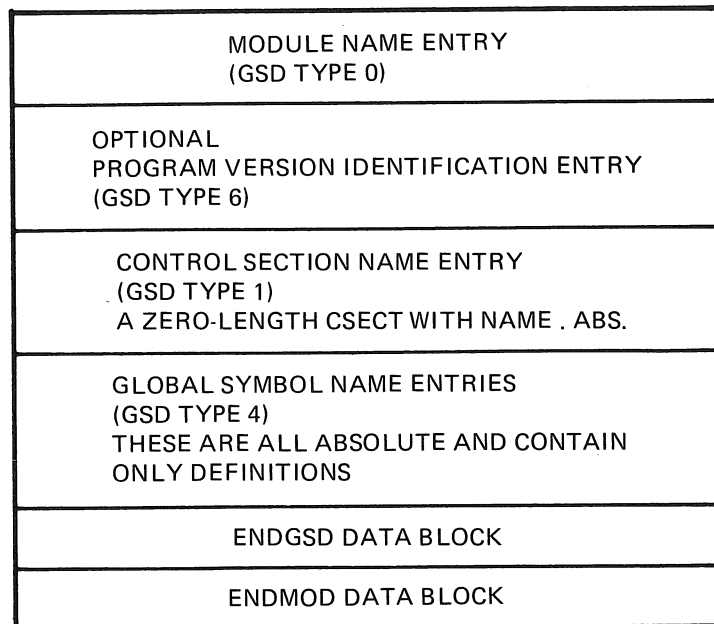 MODULE NAME ENTRY
(GSD TYPE 0)
OPTIONAL
PROGRAM VERSION IDENTIFICATION ENTRY
(GSD TYPE 6)
CONTROL SECTION NAME ENTRY
(GSD TYPE 1)
A ZERO-LENGTH CSECT WITH NAME . ABS.
GLOBAL SYMBOL NAME ENTRIES
(GSD TYPE 4)
THESE ARE ALL ABSOLUTE AND CONTAIN
ONLY DEFINITIONS
ENDGSD DATA BLOCK
ENDMOD DATA BLOCK